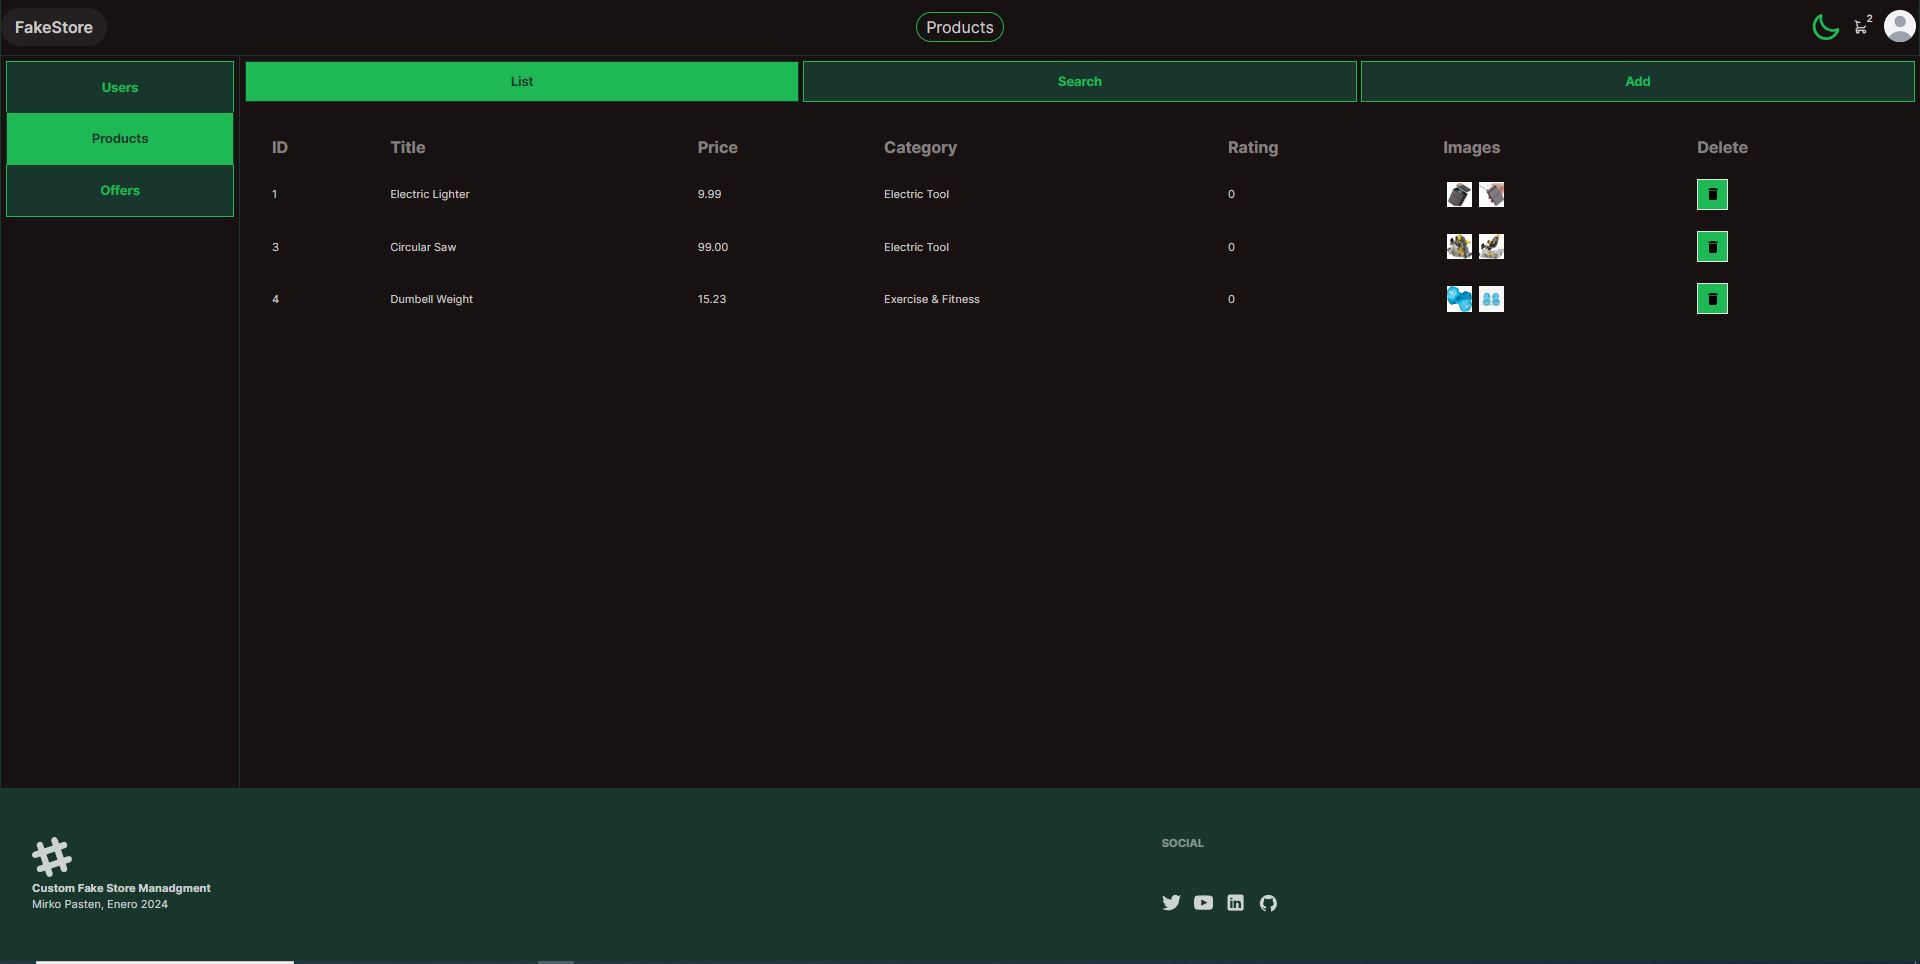 FakeStore
Products
2
Users
Products
Offers
List
Search
Add
ID Title Price Category Rating Images Delete
1 Electric Lighter 9.99 Electric Tool 0
3 Circular Saw 99.00 Electric Tool 0
4 Dumbell Weight 15.23 Exercise & Fitness 0
Custom Fake Store Manadgment
Mirko Pasten, Enero 2024
SOCIAL